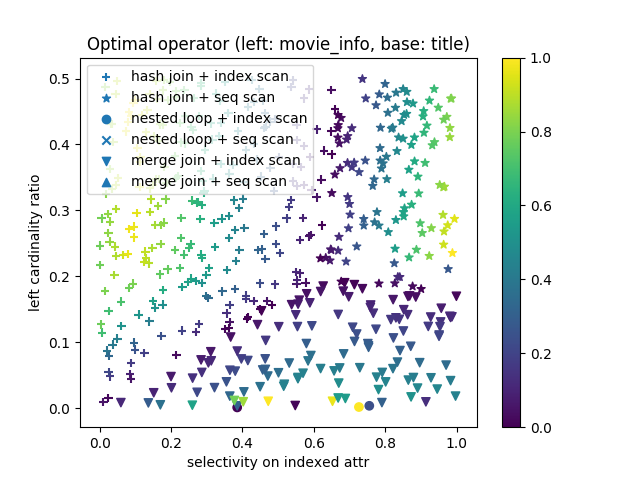 Optimal operator (left: movie_info, base: title)
hash join + index scan
hash join + seq scan
nested loop + index scan
nested loop + seq scan
merge join + index scan
merge join + seq scan
0.5
0.4
0.3
0.2
0.1
0.0
left cardinality ratio
0.0 0.2 0.4 0.6 0.8 1.0
selectivity on indexed attr
1.0
0.8
0.6
0.4
0.2
0.0